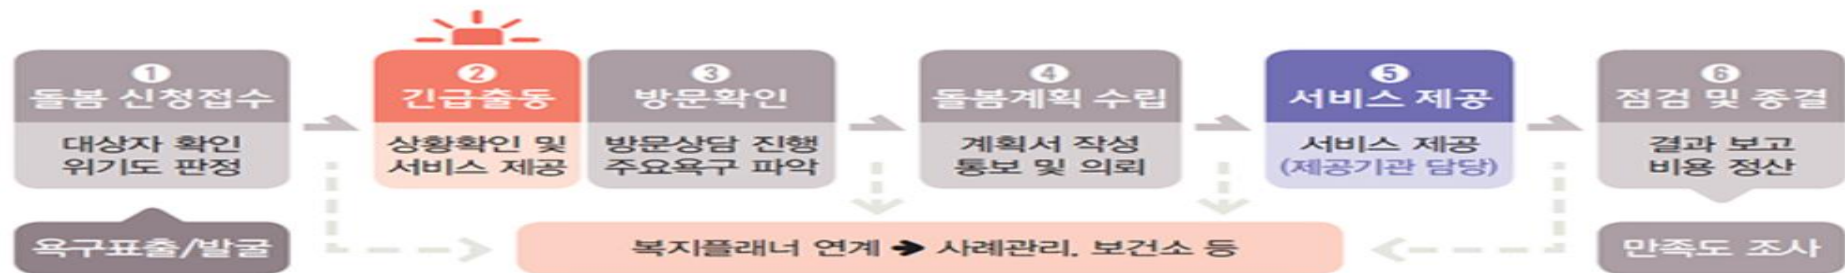 ① 돌봄 신청접수
대상자 확인
위기도 판정
욕구표출/발굴
② 긴급출동
상황확인 및
서비스 제공
③ 방문확인
방문상담 진행
주요욕구 파악
④ 돌봄계획 수립
계획서 작성
통보 및 의뢰
⑤ 서비스 제공
서비스 제공
(제공기관 담당)
⑥ 점검 및 종결
결과 보고
비용 정산
복지플래너 연계 ➔ 사례관리, 보건소 등
만족도 조사